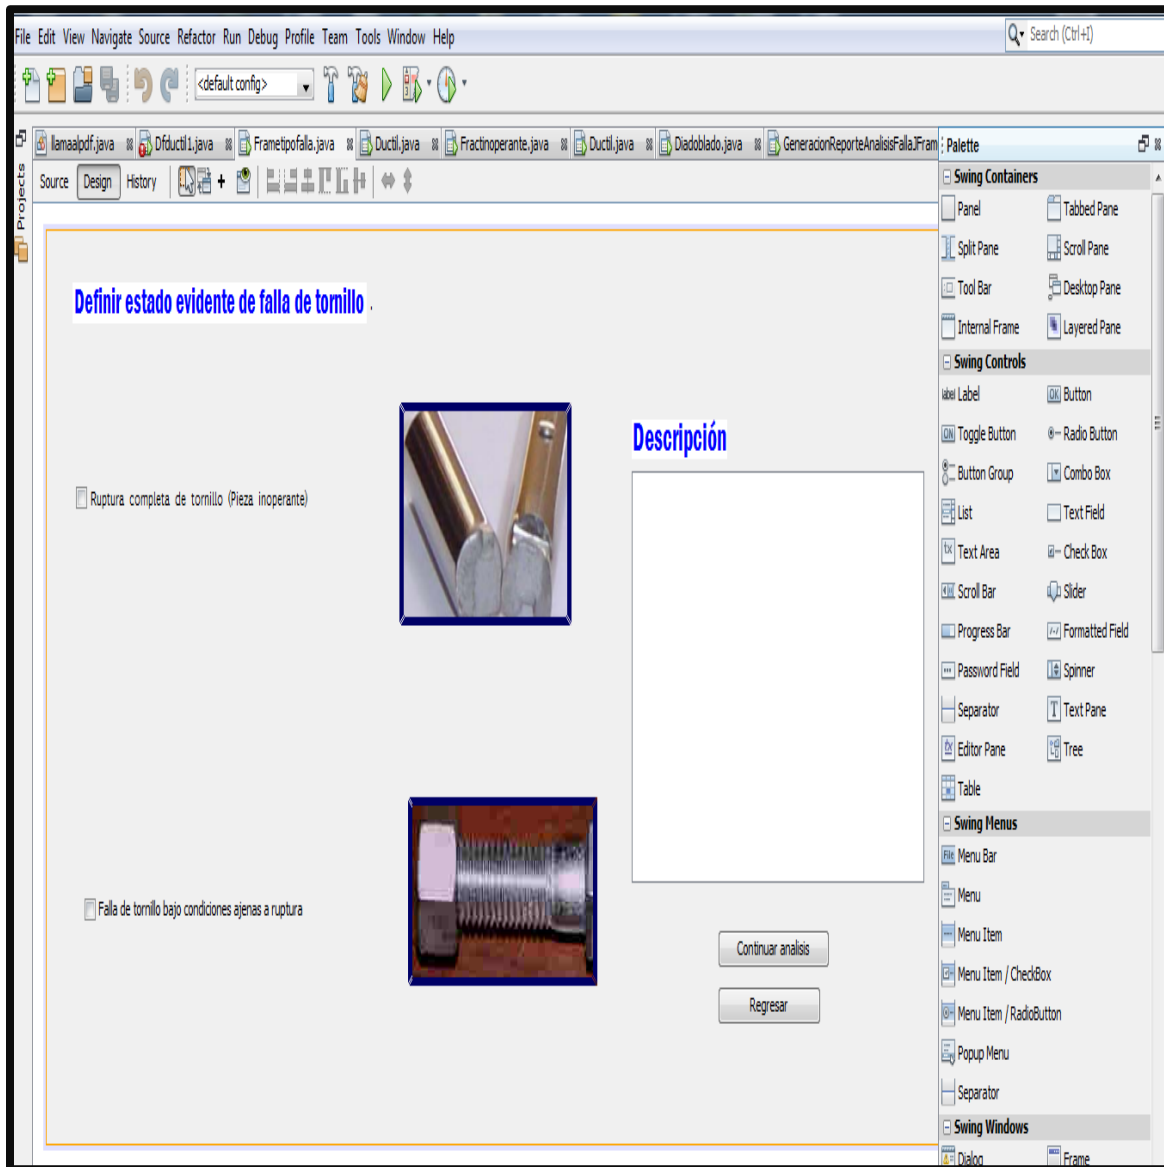 File Edit View Navigate Source Refactor Run Debug Profile Team Tools Window Help
Search (Ctrl+I)
<default config>
llamaalpdf.java Dfductil1.java Frametipofalla.java Ductil.java Fractinoperante.java Ductil.java Diadoblado.java GeneracionReporteAnalisisFallaJFram
Source Design History
Projects
Definir estado evidente de falla de tornillo .
Ruptura completa de tornillo (Pieza inoperante)
Descripción
Falla de tornillo bajo condiciones ajenas a ruptura
Continuar analisis
Regresar
Palette
Swing Containers
Panel Tabbed Pane
Split Pane Scroll Pane
Tool Bar Desktop Pane
Internal Frame Layered Pane
Swing Controls
label Label OK Button
ON Toggle Button Radio Button
Button Group Combo Box
List Text Field
tx Text Area Check Box
Scroll Bar Slider
Progress Bar Formatted Field
Password Field Spinner
Separator T Text Pane
tx Editor Pane Tree
Table
Swing Menus
File Menu Bar
Menu
Menu Item
Menu Item / CheckBox
Menu Item / RadioButton
Popup Menu
Separator
Swing Windows
Dialog Frame